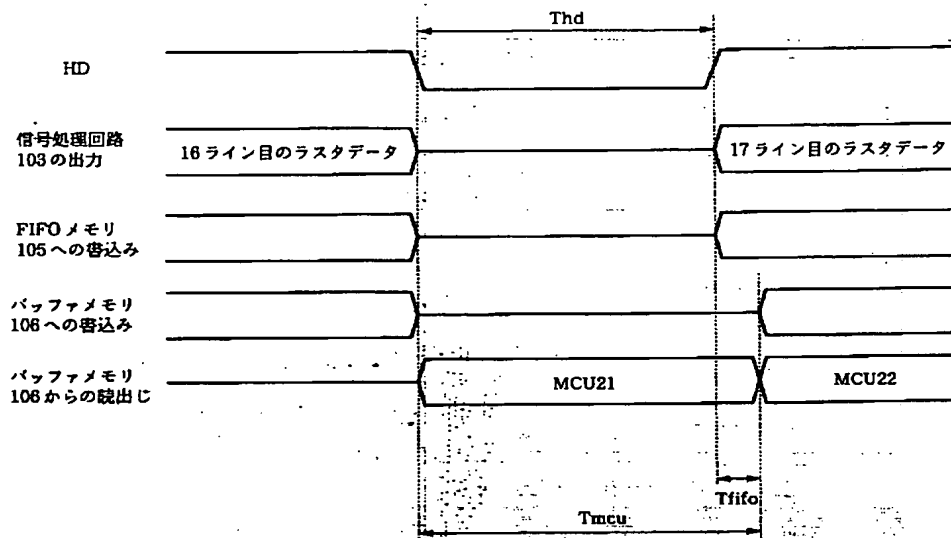 Thd
HD
信号処理回路
103の出力
16ライン目のラスタデータ
17ライン目のラスタデータ
FIFOメモリ
105への書込み
バッファメモリ
106への書込み
バッファメモリ
106からの読出し
MCU21
MCU22
Tfifo
Tmcu